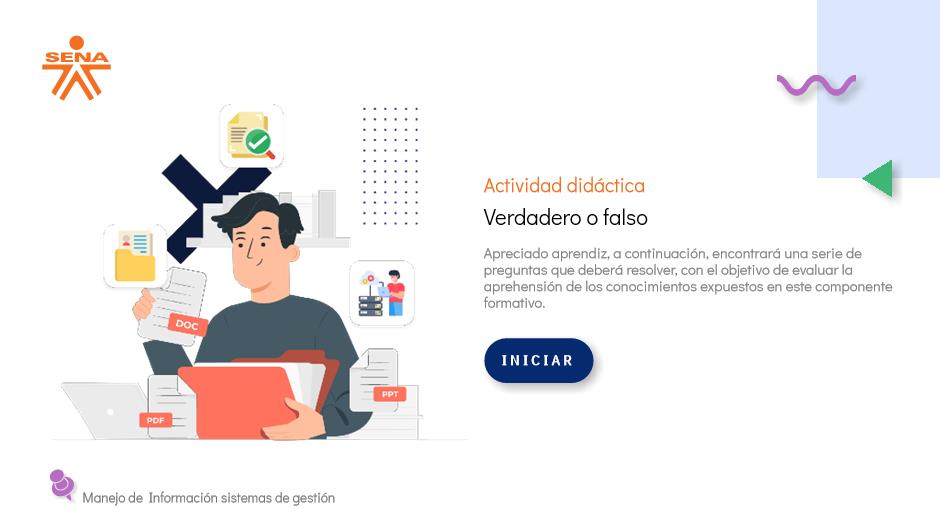 SENA
Actividad didáctica
Verdadero o falso
Apreciado aprendiz, a continuación, encontrará una serie de
preguntas que deberá resolver, con el objetivo de evaluar la
aprehensión de los conocimientos expuestos en este componente
formativo.
INICIAR
DOC
PPT
PDF
Manejo de Información sistemas de gestión